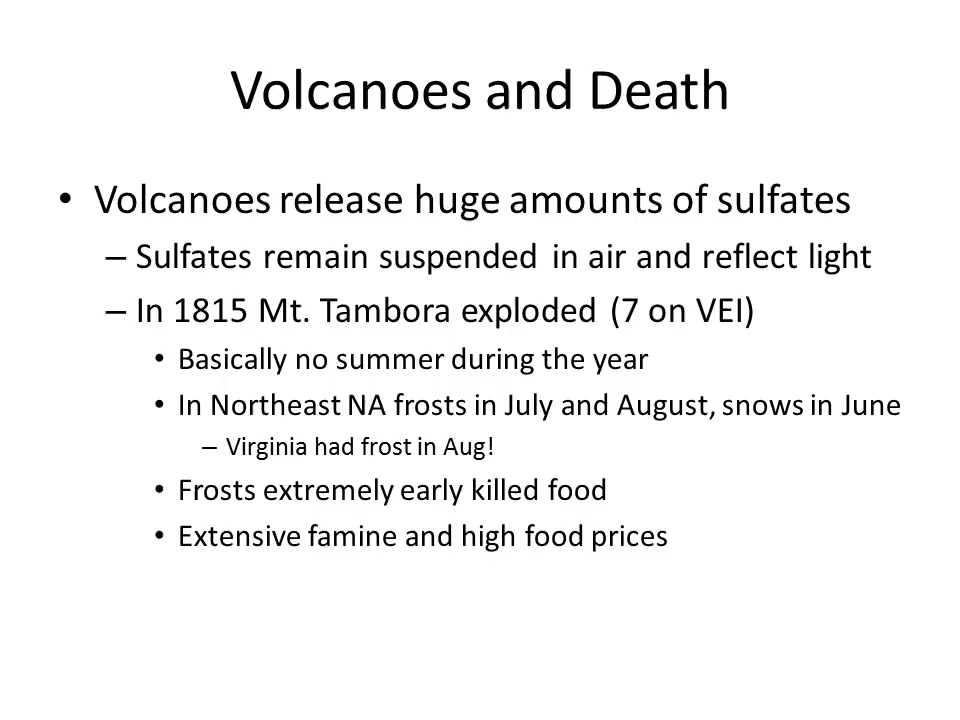 Volcanoes and Death
• Volcanoes release huge amounts of sulfates
– Sulfates remain suspended in air and reflect light
– In 1815 Mt. Tambora exploded (7 on VEI)
• Basically no summer during the year
• In Northeast NA frosts in July and August, snows in June
– Virginia had frost in Aug!
• Frosts extremely early killed food
• Extensive famine and high food prices